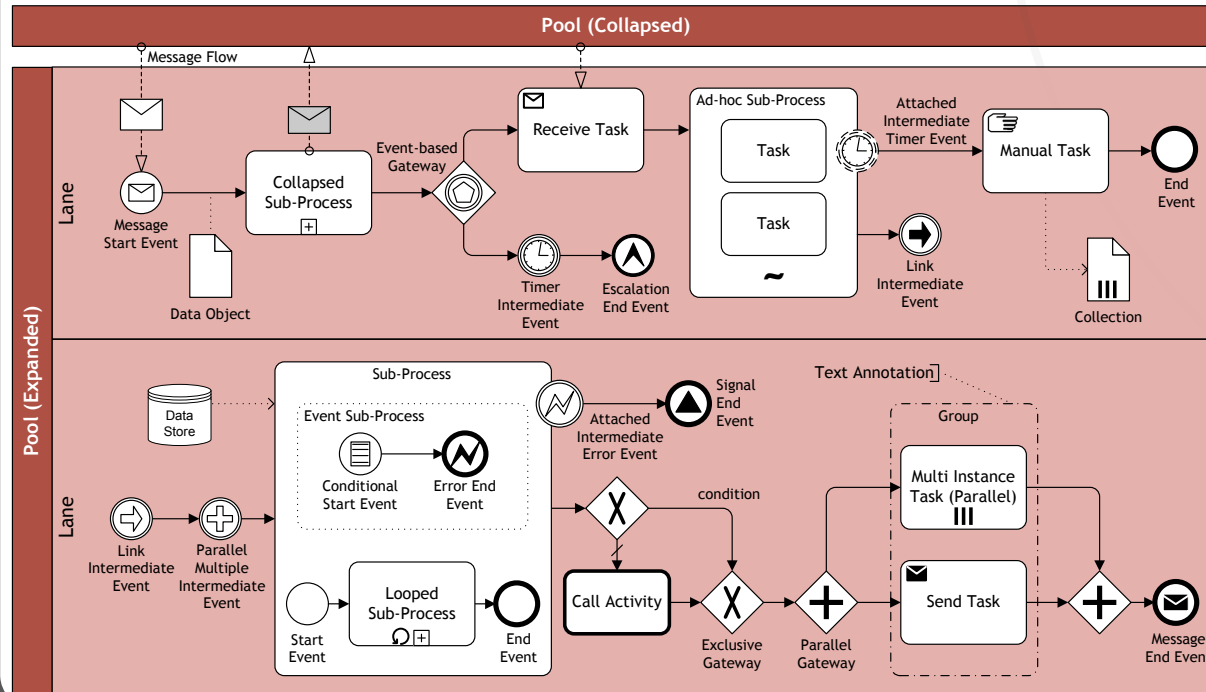 Pool (Collapsed)
Message Flow
Pool (Expanded)
Lane
Message
Start Event
Data Object
Collapsed
Sub-Process
Event-based
Gateway
Receive Task
Timer
Intermediate
Event
Escalation
End Event
Ad-hoc Sub-Process
Task
Task
Attached
Intermediate
Timer Event
Link
Intermediate
Event
Manual Task
End
Event
Collection
Lane
Data
Store
Link
Intermediate
Event
Parallel
Multiple
Intermediate
Event
Sub-Process
Event Sub-Process
Conditional
Start Event
Error End
Event
Start
Event
Looped
Sub-Process
End
Event
Attached
Intermediate
Error Event
Signal
End
Event
condition
Call Activity
Exclusive
Gateway
Parallel
Gateway
Text Annotation
Group
Multi Instance
Task (Parallel)
Send Task
Message
End Even